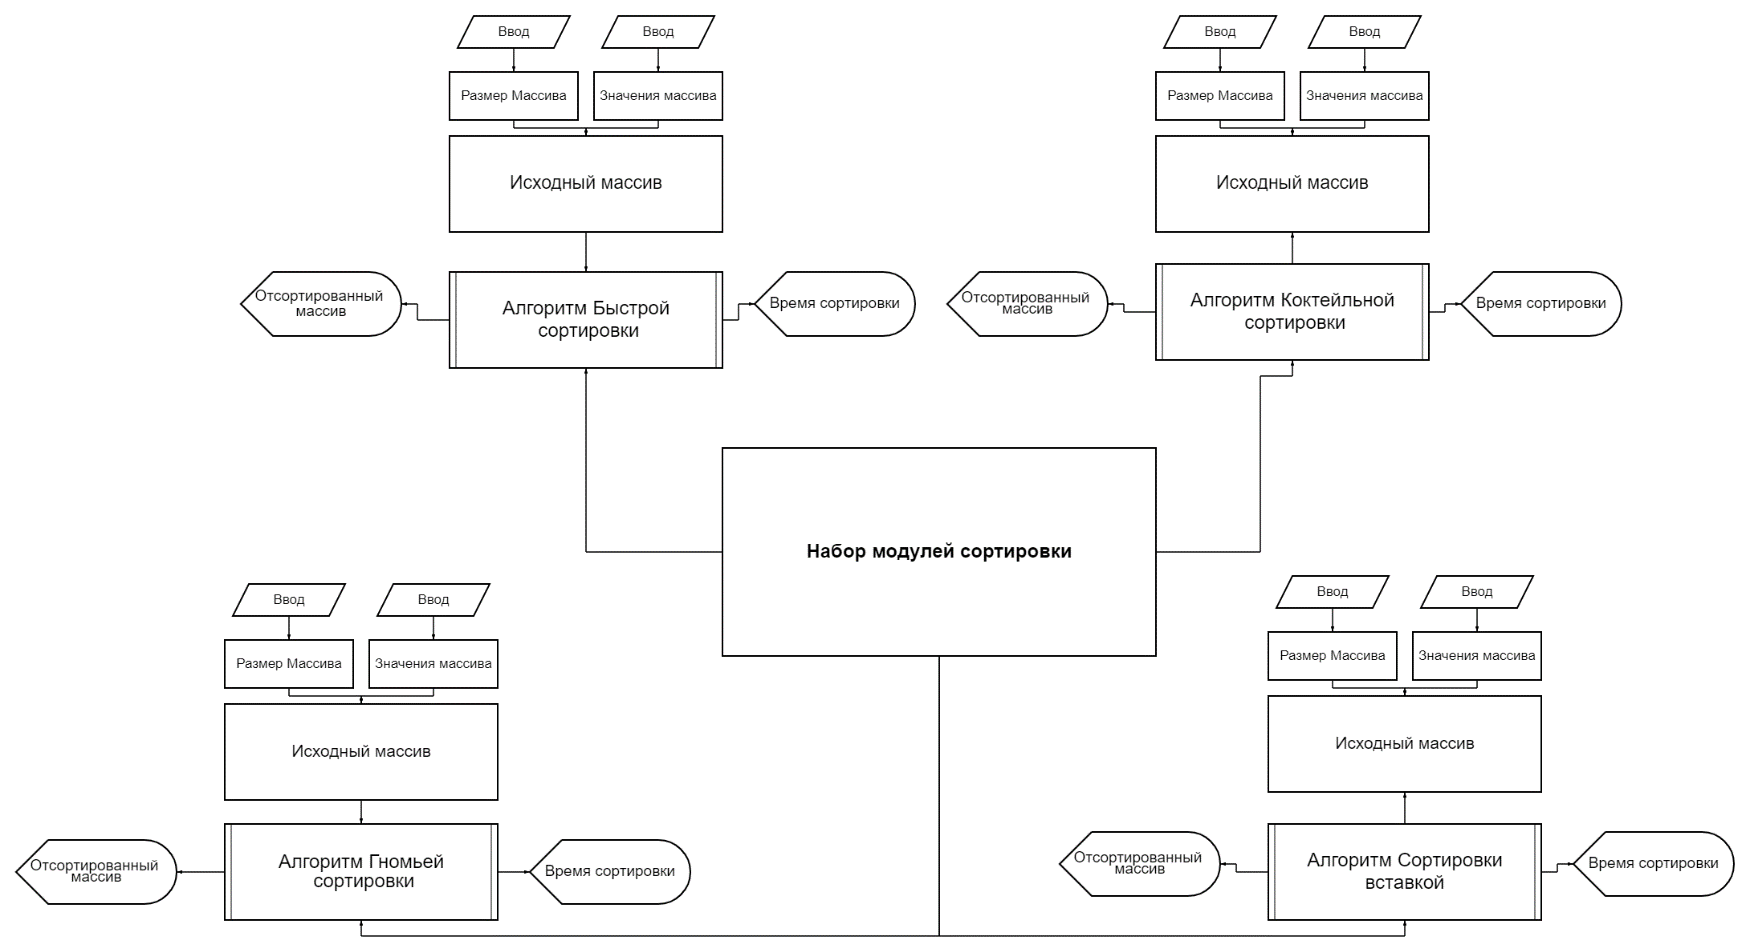 Ввод
Ввод
Размер Массива
Значения массива
Исходный массив
Отсортированный
массив
Алгоритм Быстрой
сортировки
Время сортировки
Ввод
Ввод
Размер Массива
Значения массива
Исходный массив
Отсортированный
массив
Алгоритм Коктейльной
сортировки
Время сортировки
Набор модулей сортировки
Ввод
Ввод
Размер Массива
Значения массива
Исходный массив
Отсортированный
массив
Алгоритм Гномьей
сортировки
Время сортировки
Ввод
Ввод
Размер Массива
Значения массива
Исходный массив
Отсортированный
массив
Алгоритм Сортировки
вставкой
Время сортировки